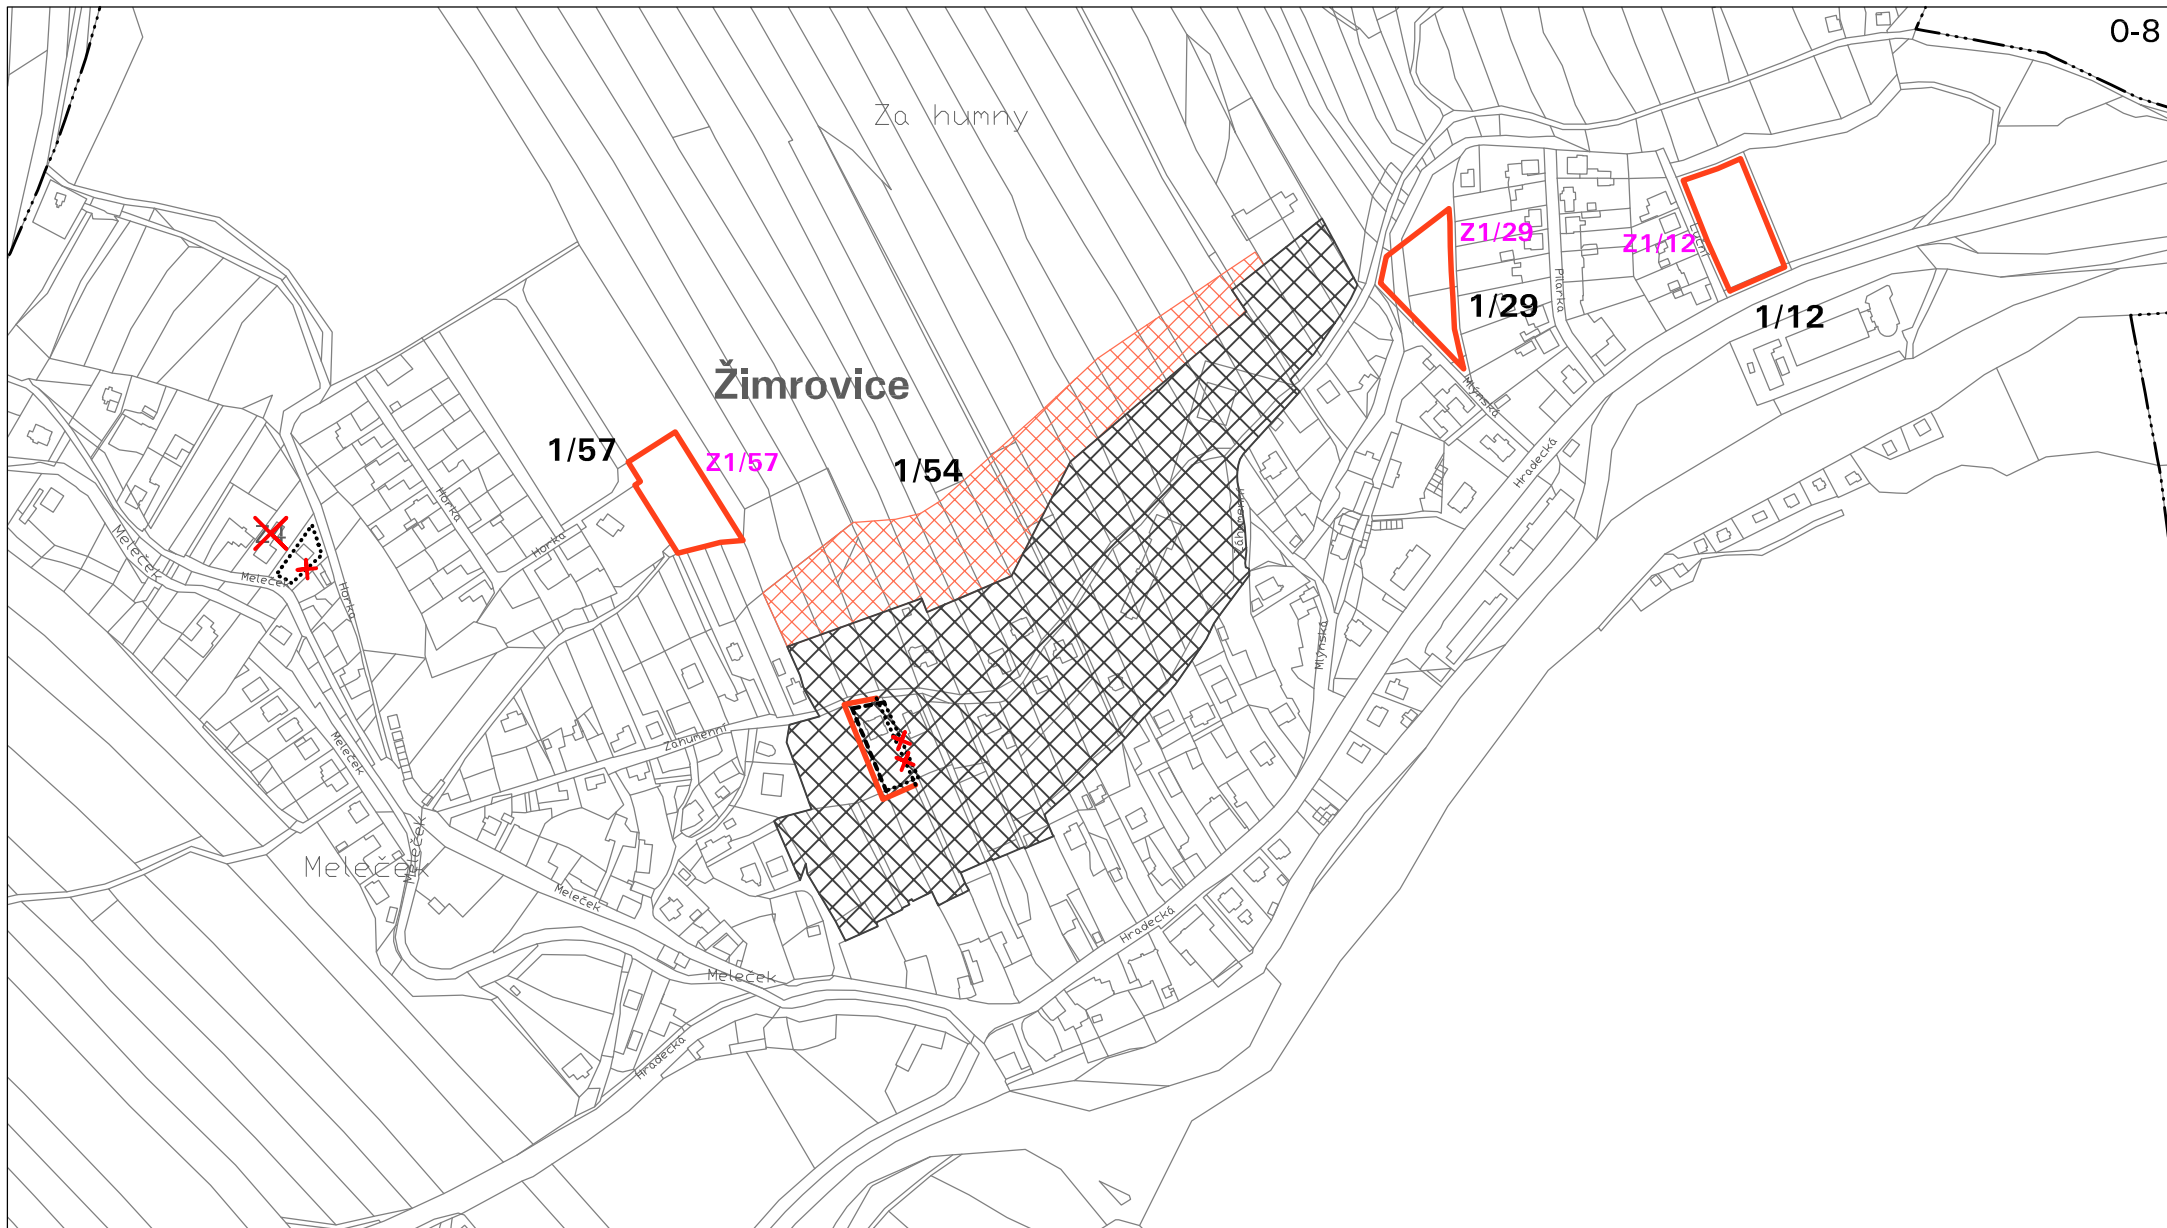 0-8
Za humny
Z1/29
Z1/12
Pilařka
1/29
1/12
Žimrovice
Mlýnská
1/57
Z1/57
1/54
Hradecká
Horka
Záhumenní
Horka
Meleček
Meleček
Horka
Mlýnská
Záhumenní
Meleček
Meleček
Meleček
Meleček
Hradecká
Meleček
Hradecká